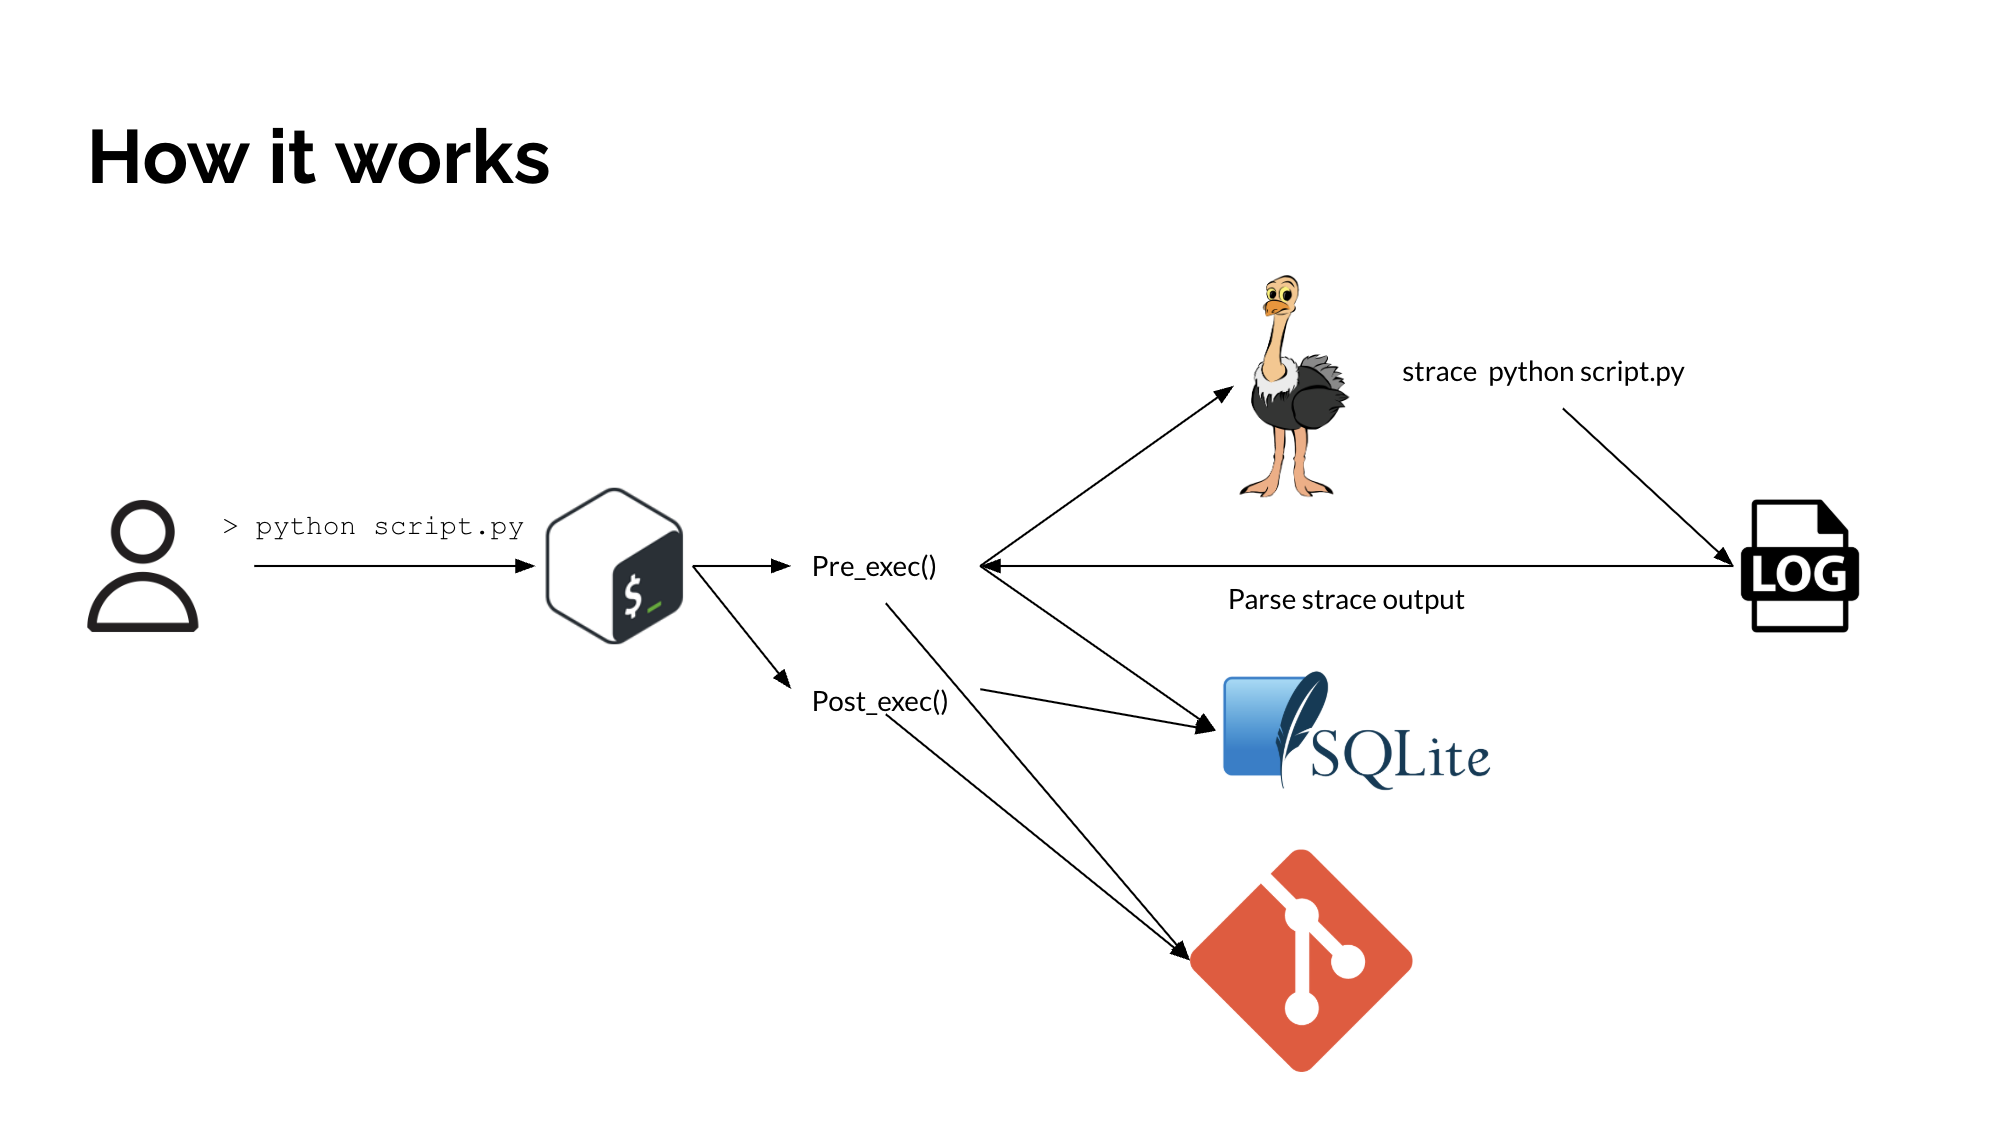 How it works
strace python script.py
> python script.py
$_
Pre_exec()
LOG
Parse strace output
Post_exec()
SQLite